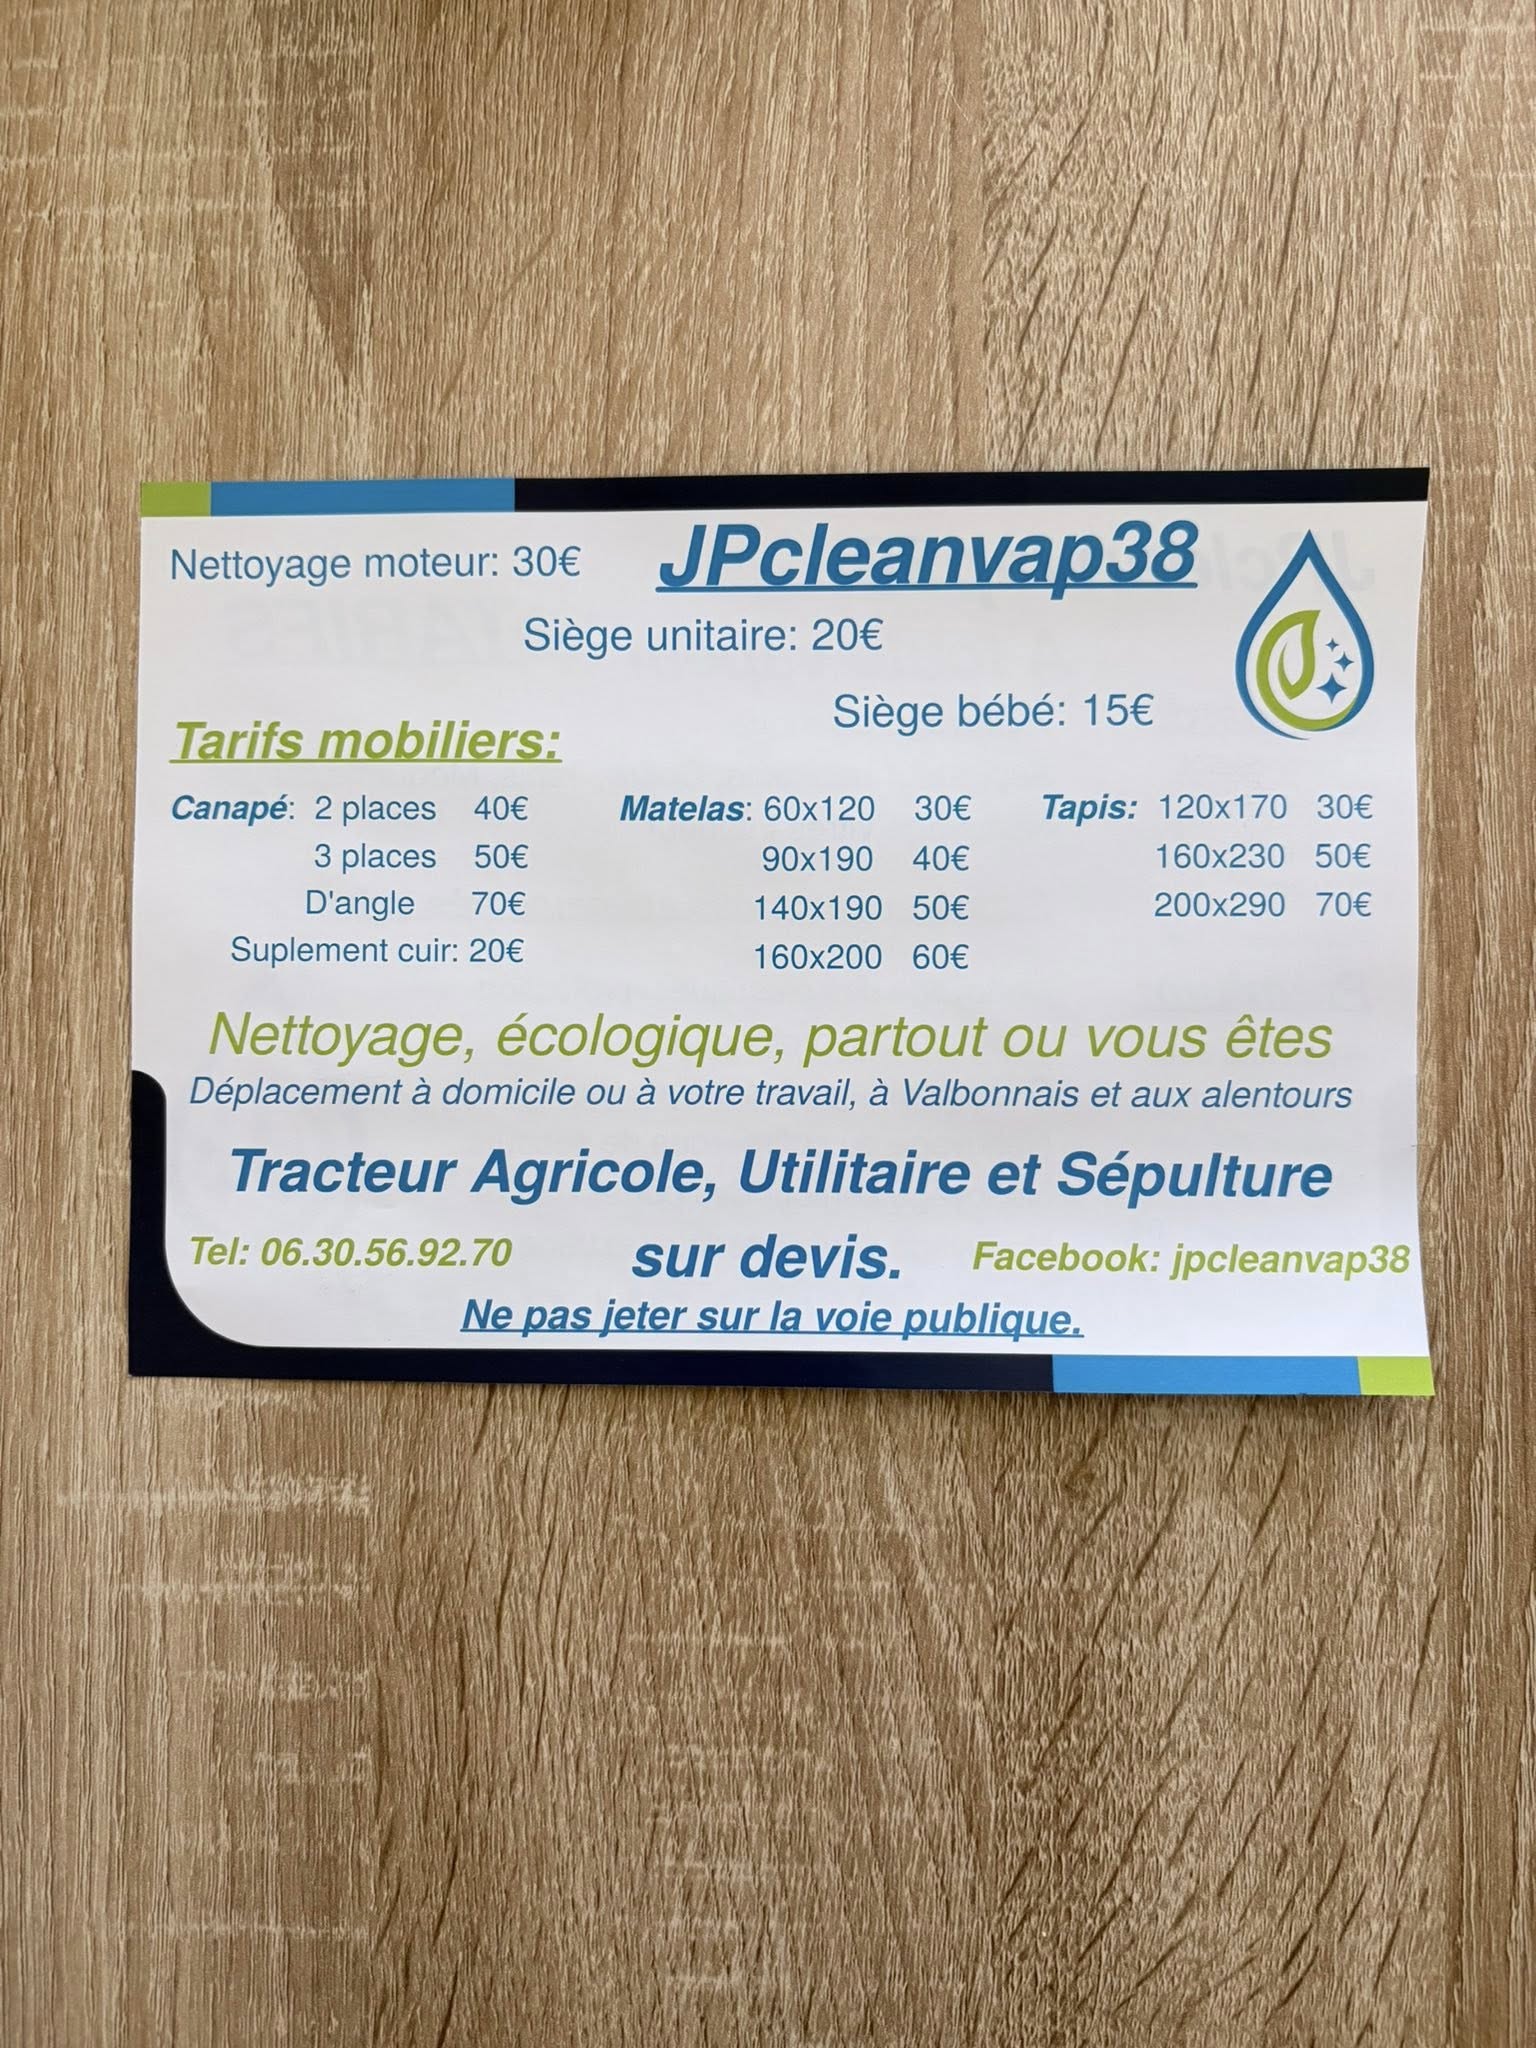 Nettoyage moteur: 30€
JPcleanvap38
Siège unitaire: 20€
Siège bébé: 15€
Tarifs mobiliers:
Canapé: 2 places 40€
3 places 50€
D'angle 70€
Suplement cuir: 20€
Matelas: 60x120 30€
90x190 40€
140x190 50€
160x200 60€
Tapis: 120x170 30€
160x230 50€
200x290 70€
Nettoyage, écologique, partout ou vous êtes
Déplacement à domicile ou à votre travail, à Valbonnais et aux alentours
Tracteur Agricole, Utilitaire et Sépulture
sur devis.
Tel: 06.30.56.92.70
Facebook: jpcleanvap38
Ne pas jeter sur la voie publique.